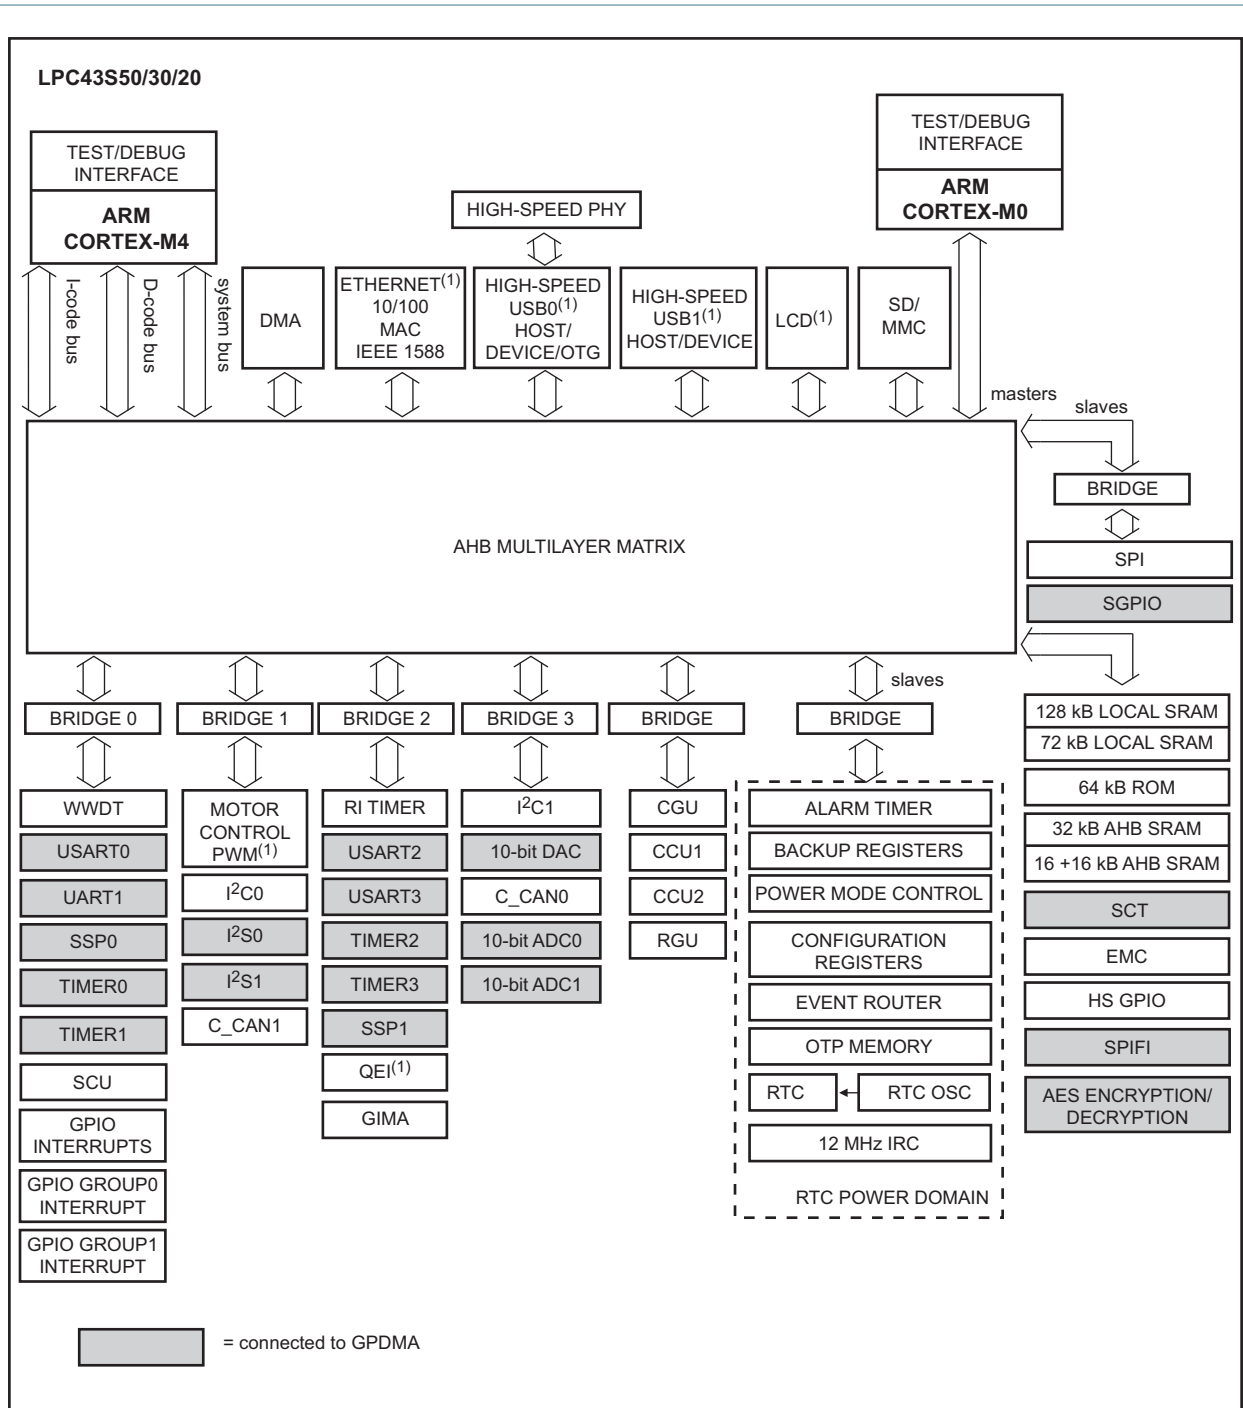 LPC43S50/30/20
TEST/DEBUG
INTERFACE
ARM
CORTEX-M4
HIGH-SPEED PHY
TEST/DEBUG
INTERFACE
ARM
CORTEX-M0
I-code bus
D-code bus
system bus
DMA
ETHERNET(1)
10/100
MAC
IEEE 1588
HIGH-SPEED
USB0(1)
HOST/
DEVICE/OTG
HIGH-SPEED
USB1(1)
HOST/DEVICE
LCD(1)
SD/
MMC
masters
slaves
BRIDGE
SPI
SGPIO
AHB MULTILAYER MATRIX
slaves
BRIDGE 0
BRIDGE 1
BRIDGE 2
BRIDGE 3
BRIDGE
BRIDGE
WWDT
USART0
UART1
SSP0
TIMER0
TIMER1
SCU
GPIO
INTERRUPTS
GPIO GROUP0
INTERRUPT
GPIO GROUP1
INTERRUPT
MOTOR
CONTROL
PWM(1)
I2C0
I2S0
I2S1
C_CAN1
RI TIMER
USART2
USART3
TIMER2
TIMER3
SSP1
QEI(1)
GIMA
I2C1
10-bit DAC
C_CAN0
10-bit ADC0
10-bit ADC1
CGU
CCU1
CCU2
RGU
ALARM TIMER
BACKUP REGISTERS
POWER MODE CONTROL
CONFIGURATION
REGISTERS
EVENT ROUTER
OTP MEMORY
RTC
RTC OSC
12 MHz IRC
RTC POWER DOMAIN
128 kB LOCAL SRAM
72 kB LOCAL SRAM
64 kB ROM
32 kB AHB SRAM
16 +16 kB AHB SRAM
SCT
EMC
HS GPIO
SPIFI
AES ENCRYPTION/
DECRYPTION
= connected to GPDMA